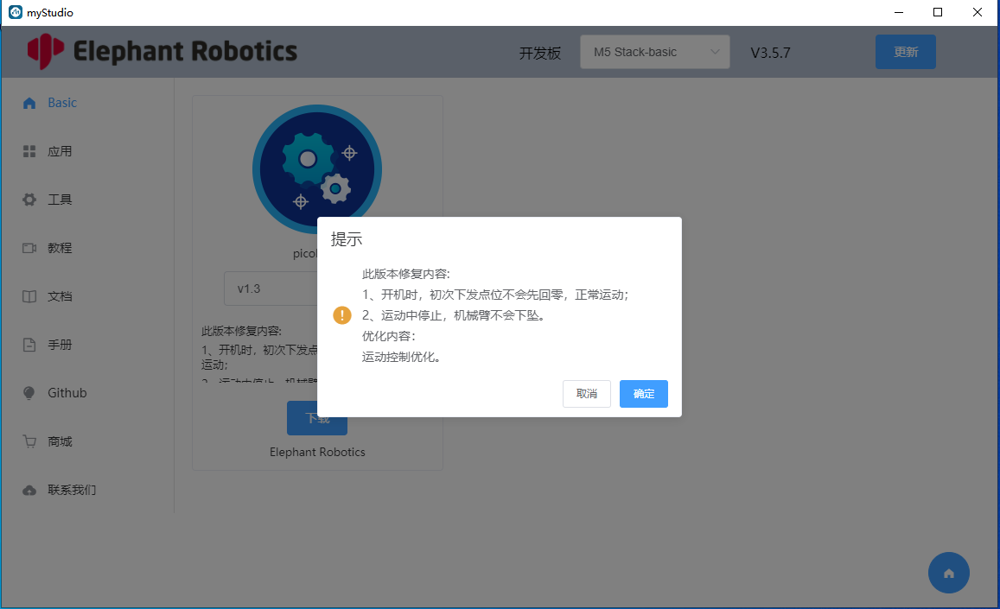 myStudio
Elephant Robotics
开发板
M5 Stack-basic
V3.5.7
更新
Basic
应用
工具
教程
文档
手册
Github
商城
联系我们
v1.3
此版本修复内容:
1、开机时，初次下发点
运动;
下载
Elephant Robotics
提示
此版本修复内容:
1、开机时，初次下发点位不会先回零，正常运动;
2、运动中停止，机械臂不会下坠。
优化内容：
运动控制优化。
取消
确定